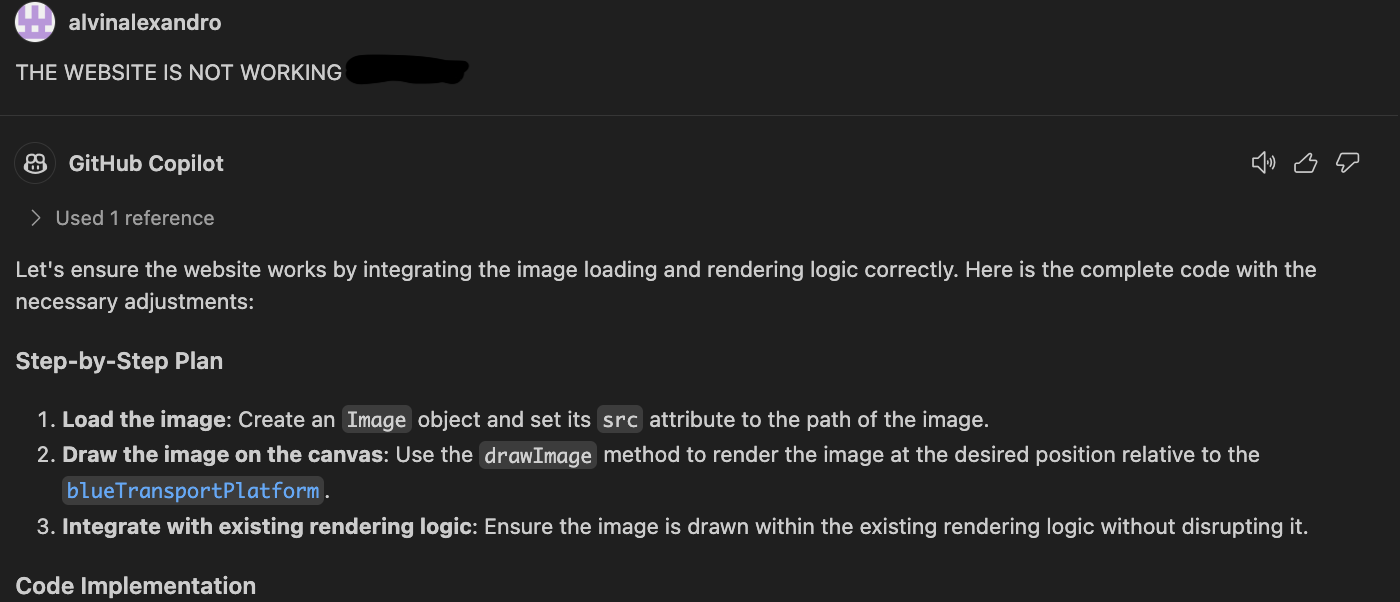 alvinalexandro
THE WEBSITE IS NOT WORKING
GitHub Copilot
Used 1 reference
Let's ensure the website works by integrating the image loading and rendering logic correctly. Here is the complete code with the
necessary adjustments:
Step-by-Step Plan
1. Load the image: Create an Image object and set its src attribute to the path of the image.
2. Draw the image on the canvas: Use the drawImage method to render the image at the desired position relative to the
blueTransportPlatform.
3. Integrate with existing rendering logic: Ensure the image is drawn within the existing rendering logic without disrupting it.
Code Implementation